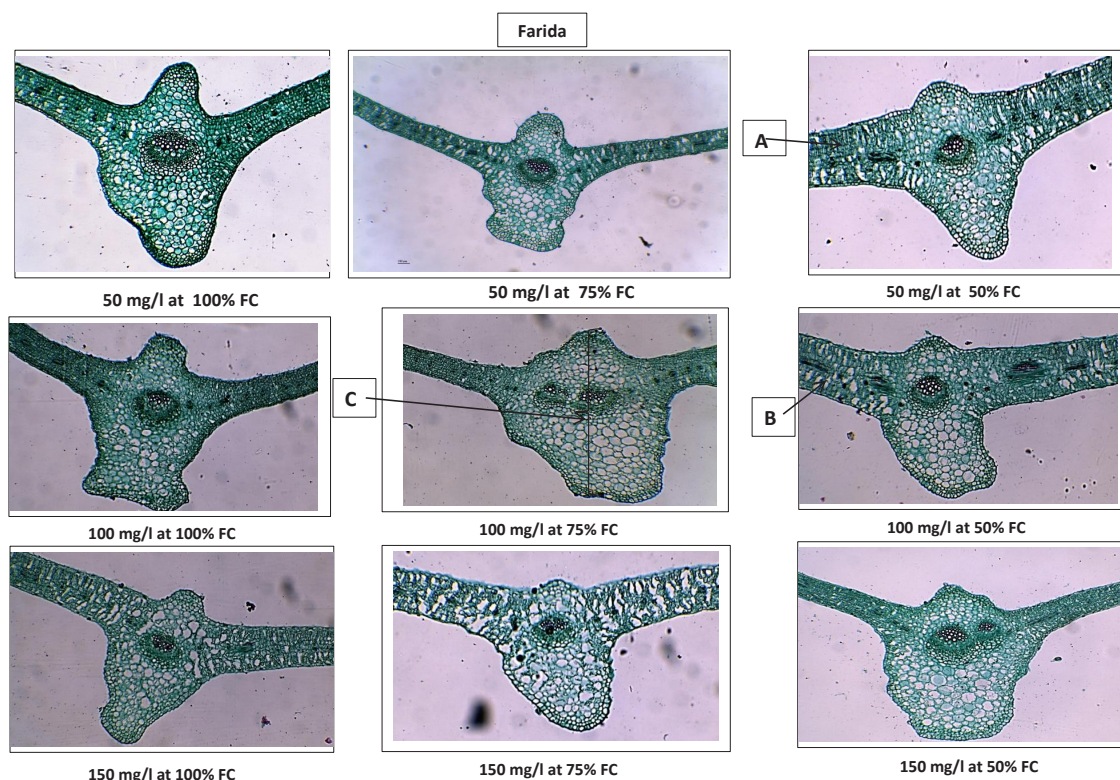 Farida
A
50 mg/l at 100% FC
50 mg/l at 75% FC
50 mg/l at 50% FC
C
B
100 mg/l at 100% FC
100 mg/l at 75% FC
100 mg/l at 50% FC
150 mg/l at 100% FC
150 mg/l at 75% FC
150 mg/l at 50% FC